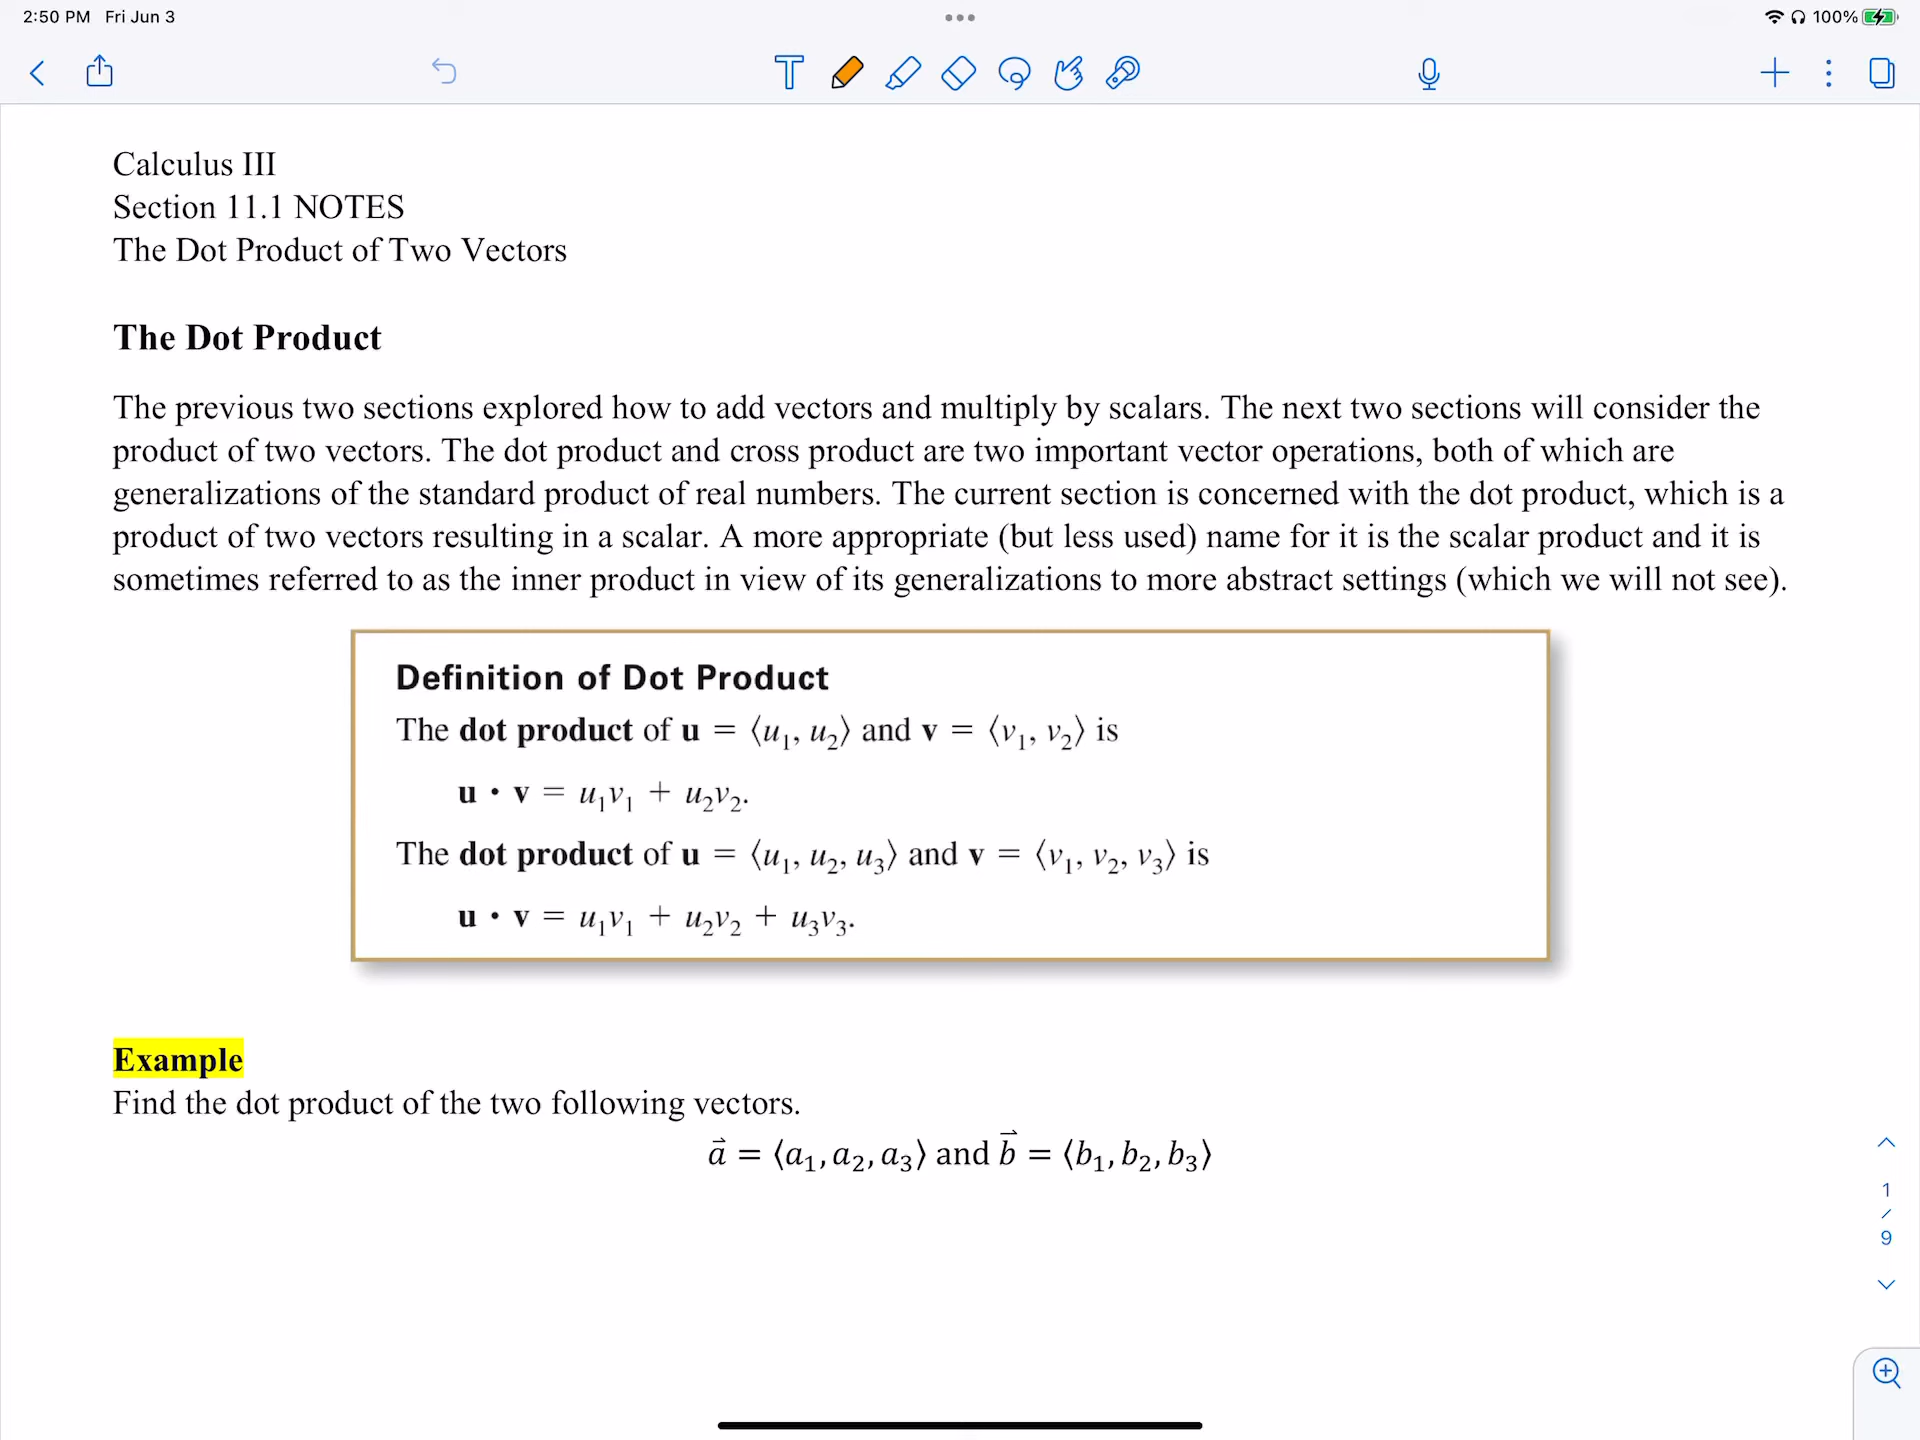 2:50 PM Fri Jun 3
100%
Calculus III
Section 11.1 NOTES
The Dot Product of Two Vectors
The Dot Product
The previous two sections explored how to add vectors and multiply by scalars. The next two sections will consider the
product of two vectors. The dot product and cross product are two important vector operations, both of which are
generalizations of the standard product of real numbers. The current section is concerned with the dot product, which is a
product of two vectors resulting in a scalar. A more appropriate (but less used) name for it is the scalar product and it is
sometimes referred to as the inner product in view of its generalizations to more abstract settings (which we will not see).
Definition of Dot Product
The dot product of u = ⟨u₁, u₂⟩ and v = ⟨v₁, v₂⟩ is
u • v = u₁v₁ + u₂v₂.
The dot product of u = ⟨u₁, u₂, u₃⟩ and v = ⟨v₁, v₂, v₃⟩ is
u • v = u₁v₁ + u₂v₂ + u₃v₃.
Example
Find the dot product of the two following vectors.
a⃗ = ⟨a₁, a₂, a₃⟩ and b⃗ = ⟨b₁, b₂, b₃⟩
1
/
9